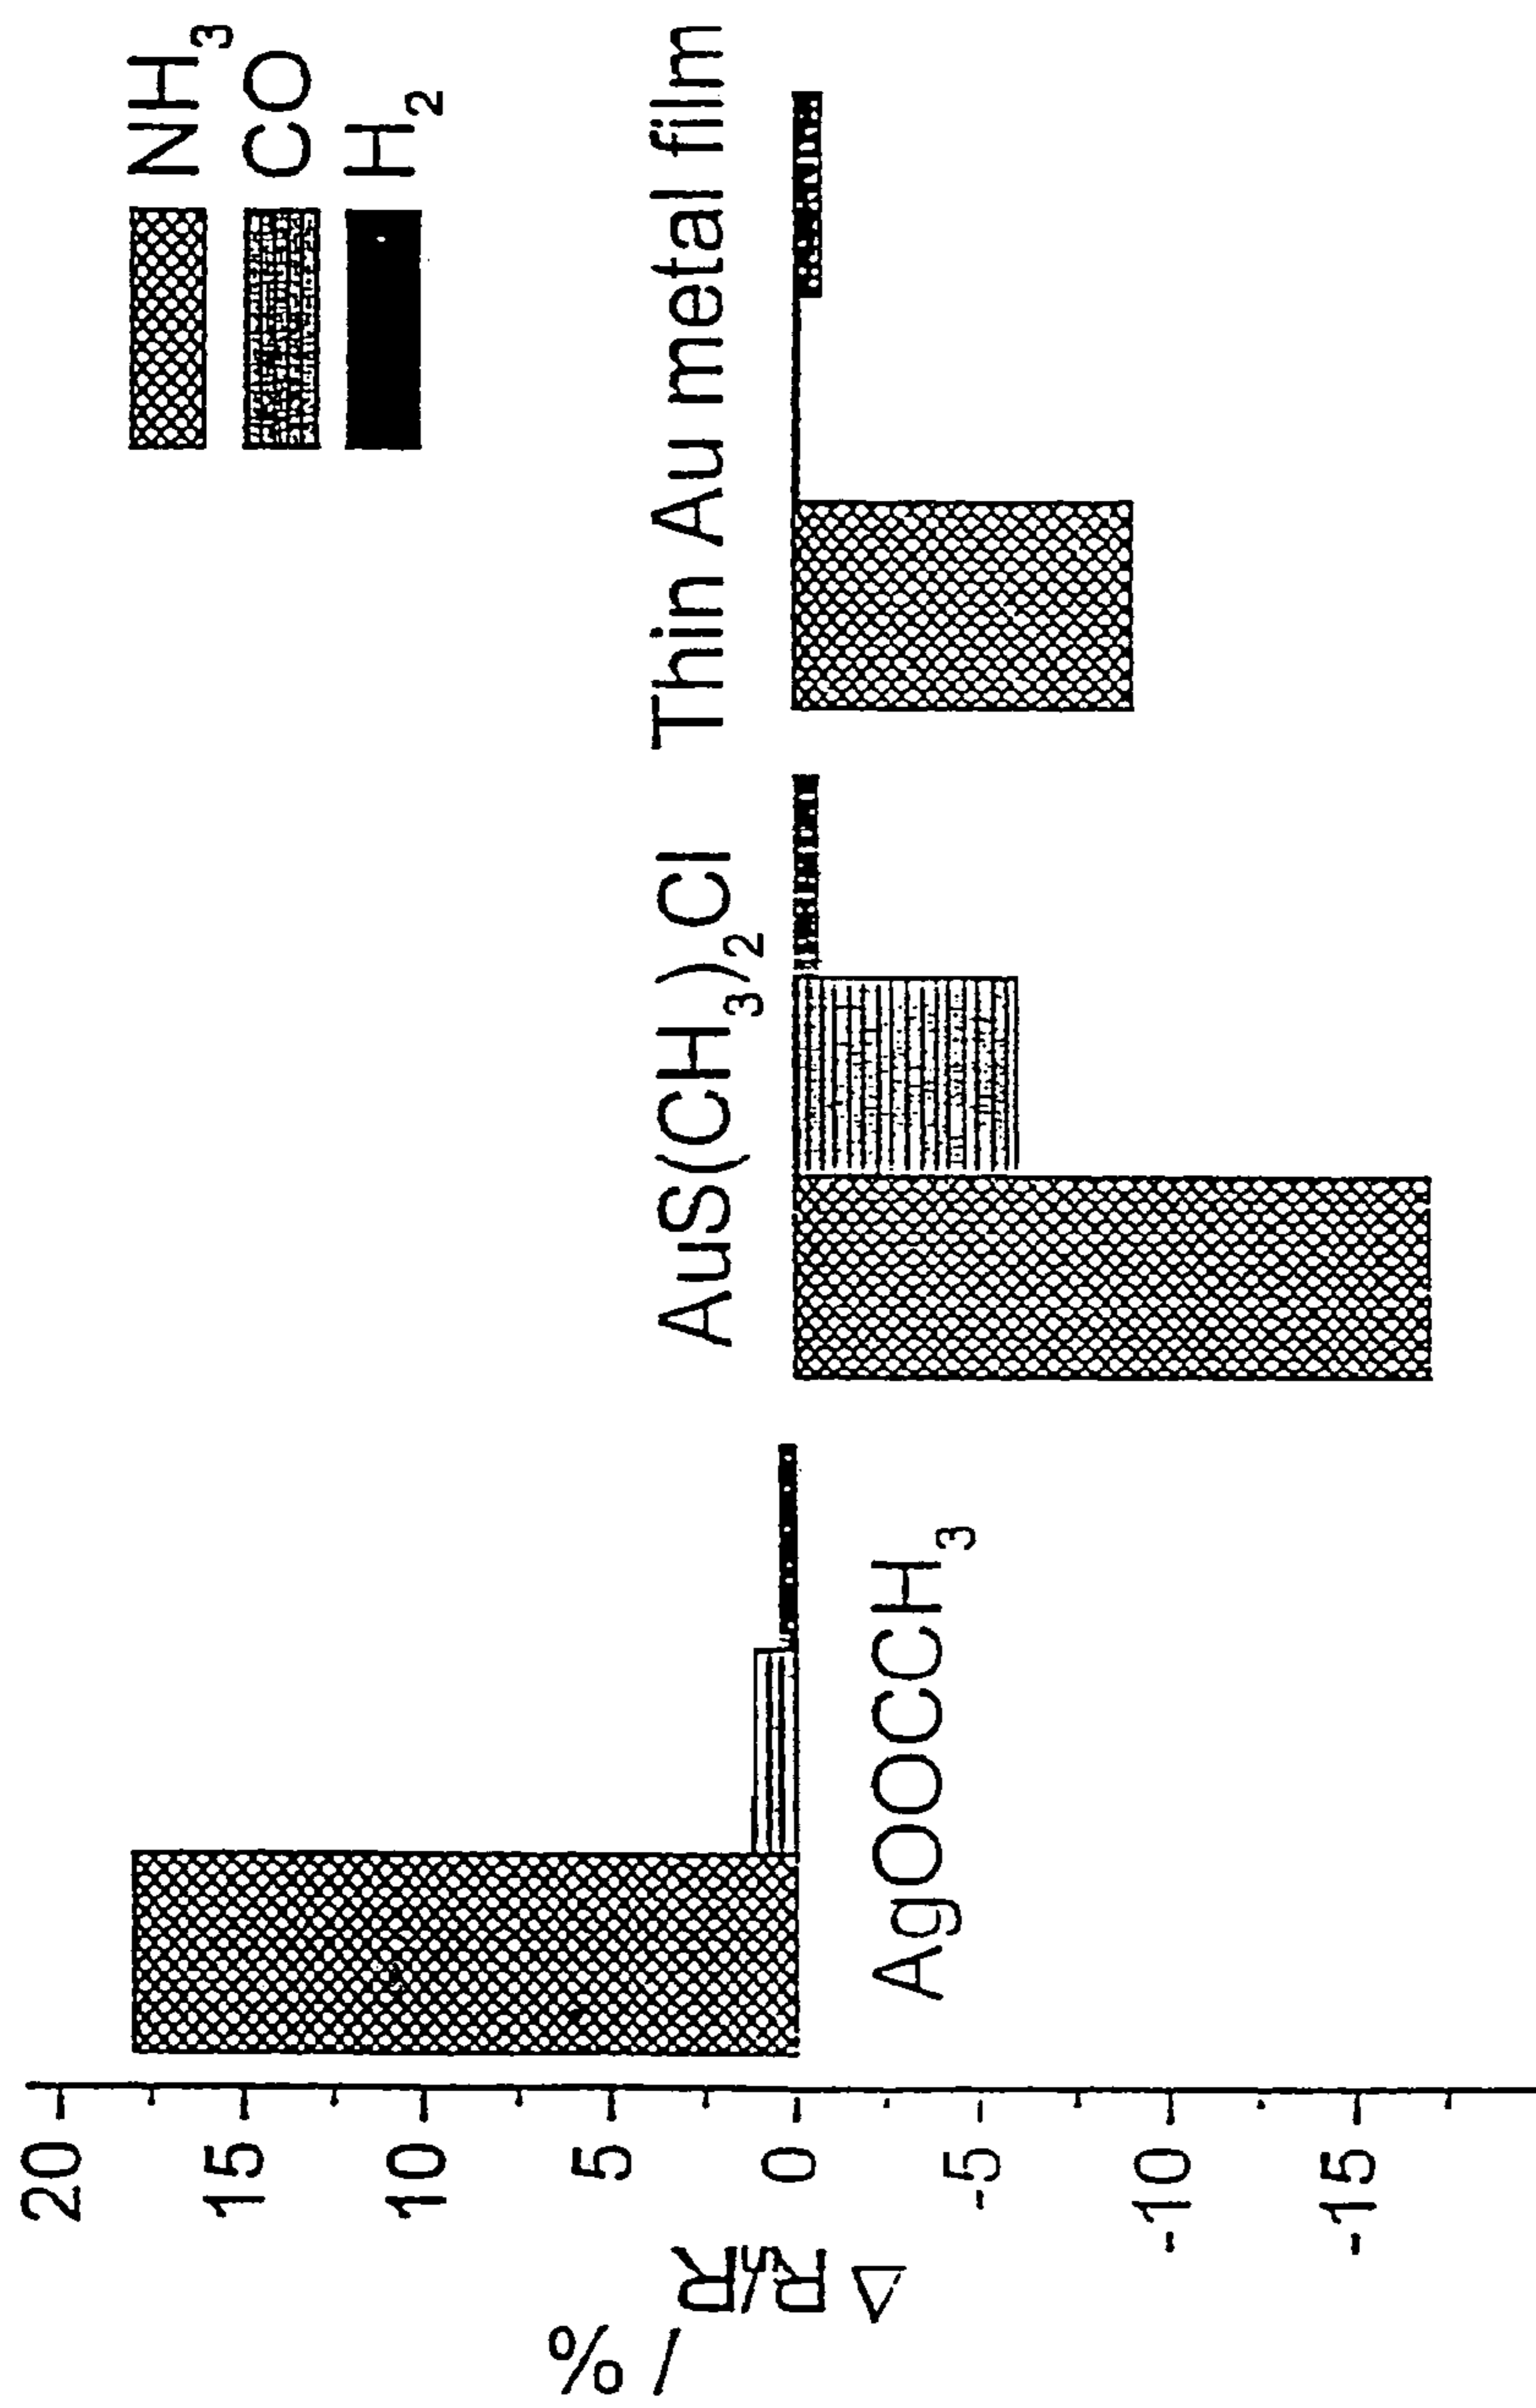 NH₃
CO
H₂
AgOOCCH₃
AuS(CH₃)₂Cl
Thin Au metal film
20
15
10
5
0
-5
-10
-15